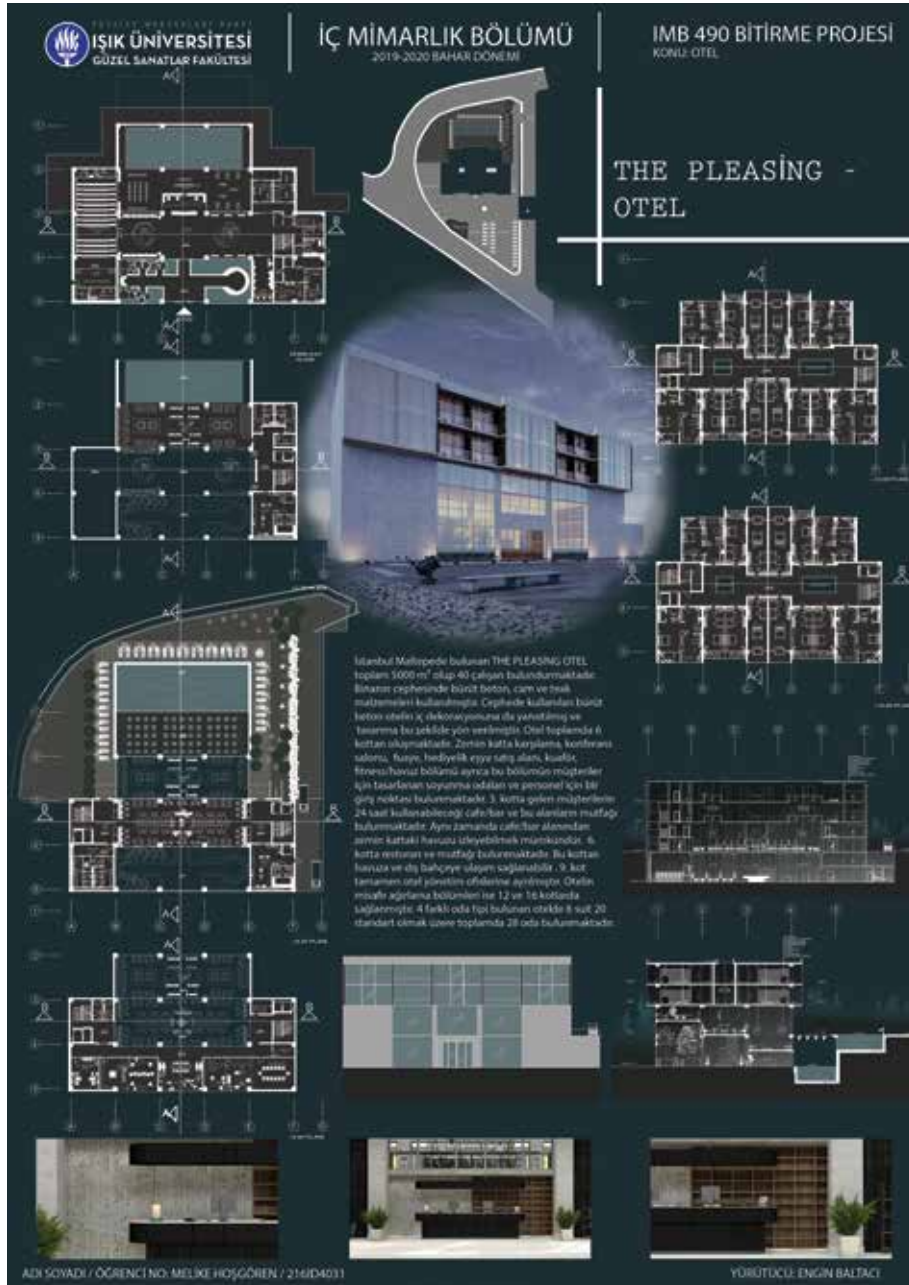 IŞIK ÜNİVERSİTESİ
GÜZEL SANATLAR FAKÜLTESİ
İÇ MİMARLIK BÖLÜMÜ
2019-2020 BAHAR DÖNEMİ
IMB 490 BİTİRME PROJESİ
KONU: OTEL
THE PLEASİNG -
OTEL
İstanbul Maltepede bulunan THE PLEASİNG OTEL
toplam 5000 m² olup 40 çalışan bulundurmaktadır.
Binanın cephesinde bürüt beton, cam ve teak
malzemeleri kullanılmıştır. Cephede kullanılan bürüt
beton otelin iç dekorasyonuna da yansıtılmış ve
tasarıma bu şekilde yön verilmiştir. Otel toplamda 6
kottan oluşmaktadır. Zemin katta karşılama, konferans
salonu, fuaye, hediyelik eşya satış alanı, kuaför,
fitness/havuz bölümü ayrıca bu bölümün müşteriler
için tasarlanan soyunma odaları ve personel için bir
giriş noktası bulunmaktadır. 3. kotta gelen müşterilerin
24 saat kullanabileceği cafe/bar ve bu alanların mutfağı
bulunmaktadır. Aynı zamanda cafe/bar alanından
zemin kattaki havuzu izleyebilmek mümkündür. 6.
kotta restoran ve mutfağı bulunmaktadır. Bu kottan
havuza ve dış bahçeye ulaşım sağlanabilir. 9. kot
tamamen otel yönetim ofislerine ayrılmıştır. Otelin
misafir ağırlama bölümleri ise 12 ve 16 kotlarda
sağlanmıştır. 4 farklı oda tipi bulunan otelde 8 suit 20
standart olmak üzere toplamda 28 oda bulunmaktadır.
ADI SOYADI / ÖĞRENCİ NO: MELİKE HOŞGÖREN / 216ID4031
YÜRÜTÜCÜ: ENGİN BALTACI